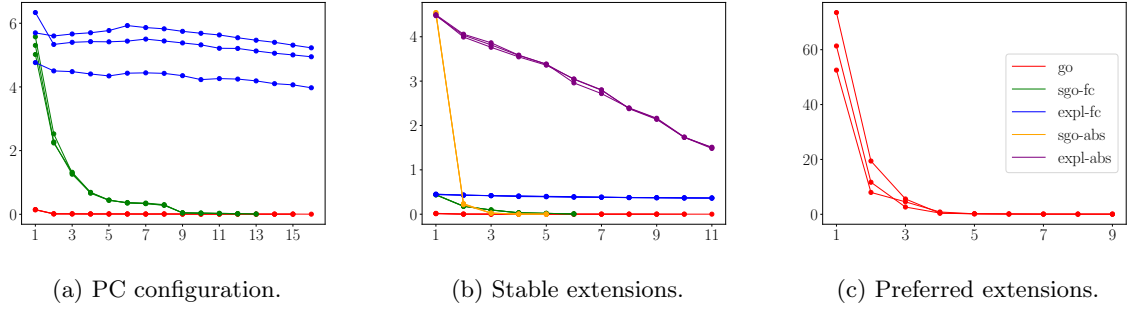 6
4
2
0
1 3 5 7 9 11 13 15
4
3
2
1
0
1 3 5 7 9 11
60
40
20
0
1 3 5 7 9
go
sgo-fc
expl-fc
sgo-abs
expl-abs
(a) PC configuration.
(b) Stable extensions.
(c) Preferred extensions.